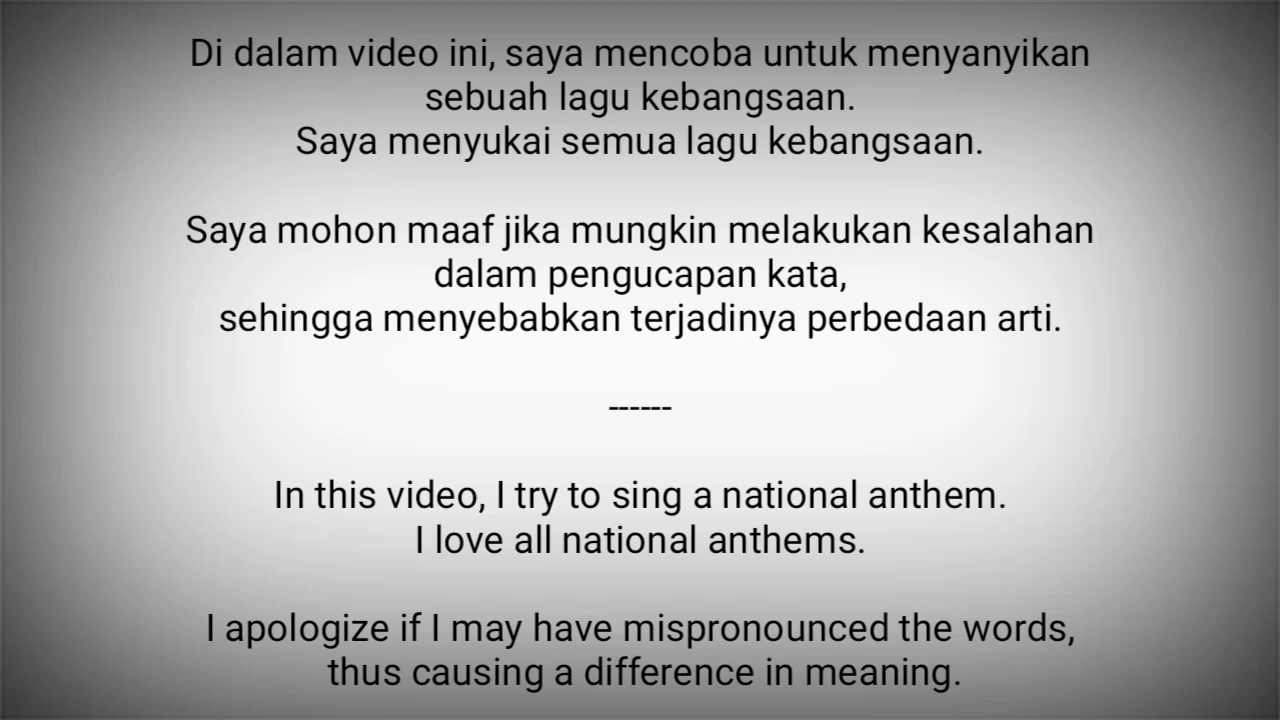 Di dalam video ini, saya mencoba untuk menyanyikan
sebuah lagu kebangsaan.
Saya menyukai semua lagu kebangsaan.
Saya mohon maaf jika mungkin melakukan kesalahan
dalam pengucapan kata,
sehingga menyebabkan terjadinya perbedaan arti.
------
In this video, I try to sing a national anthem.
I love all national anthems.
I apologize if I may have mispronounced the words,
thus causing a difference in meaning.